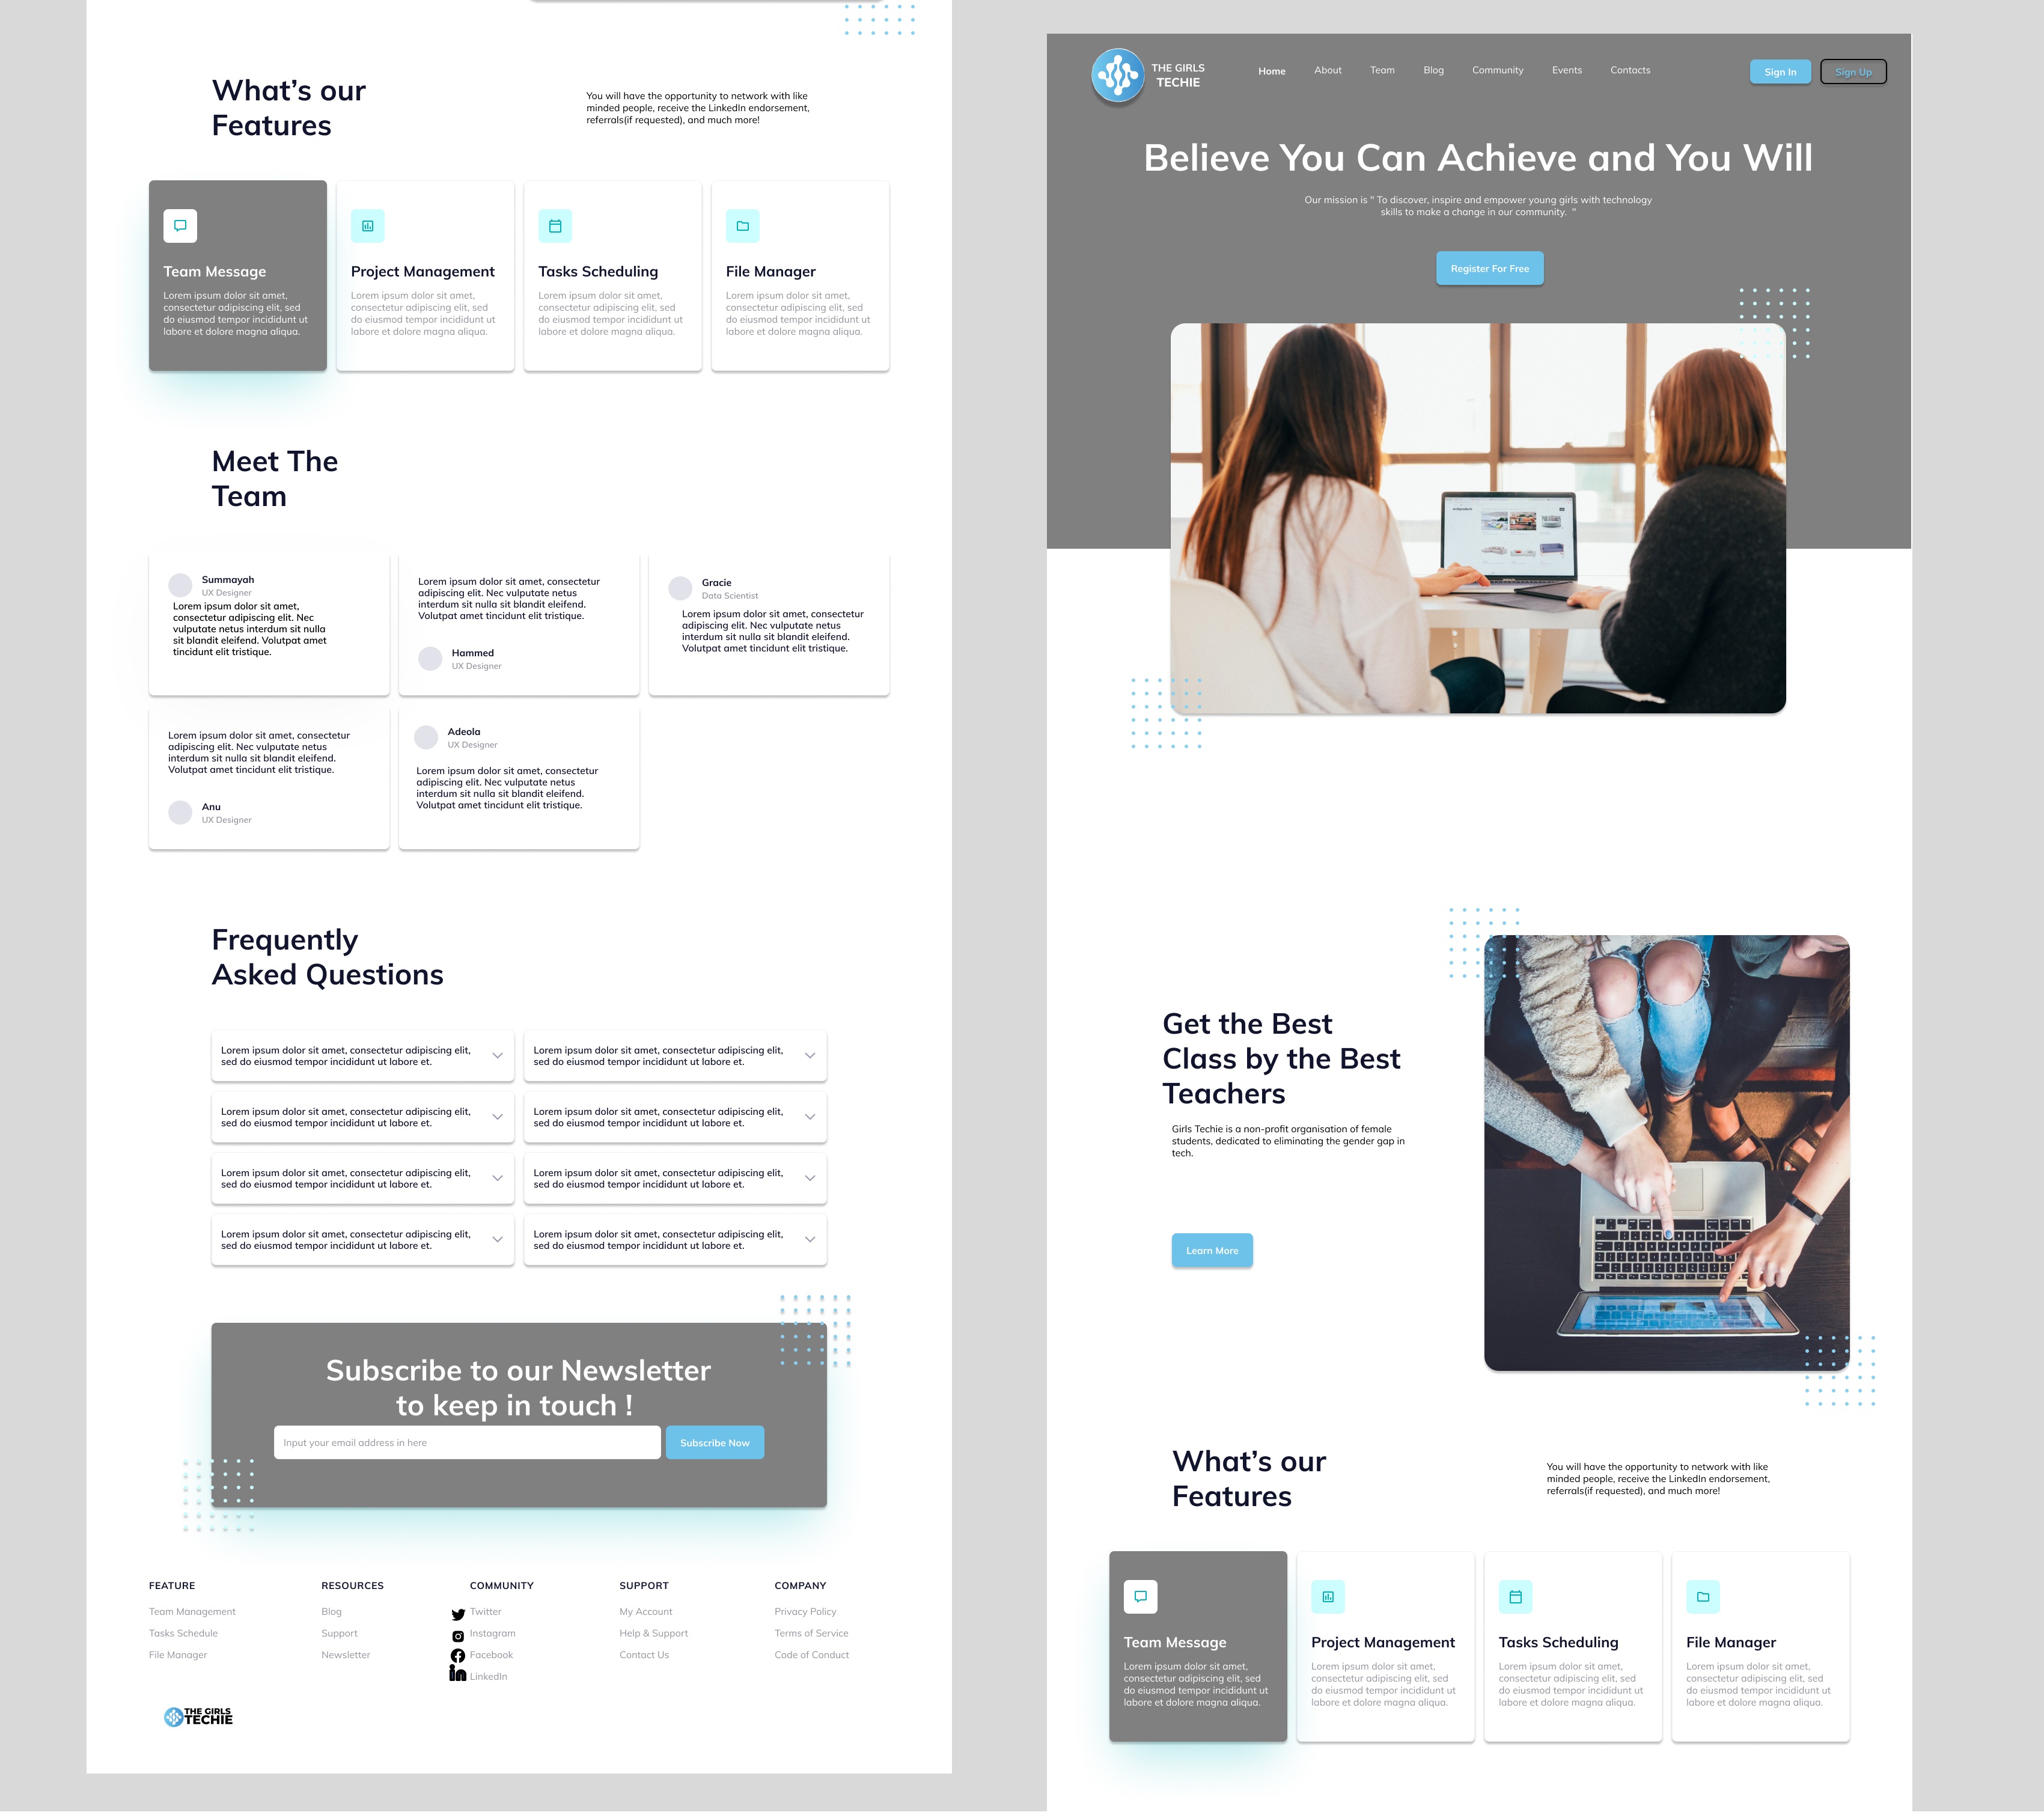 What's our
Features
You will have the opportunity to network with like
minded people, receive the LinkedIn endorsement,
referrals(if requested), and much more!
Team Message
Lorem ipsum dolor sit amet,
consectetur adipiscing elit, sed
do eiusmod tempor incididunt ut
labore et dolore magna aliqua.
Project Management
Lorem ipsum dolor sit amet,
consectetur adipiscing elit, sed
do eiusmod tempor incididunt ut
labore et dolore magna aliqua.
Tasks Scheduling
Lorem ipsum dolor sit amet,
consectetur adipiscing elit, sed
do eiusmod tempor incididunt ut
labore et dolore magna aliqua.
File Manager
Lorem ipsum dolor sit amet,
consectetur adipiscing elit, sed
do eiusmod tempor incididunt ut
labore et dolore magna aliqua.
Meet The
Team
Summayah
UX Designer
Lorem ipsum dolor sit amet,
consectetur adipiscing elit. Nec
vulputate netus interdum sit nulla
sit blandit eleifend. Volutpat amet
tincidunt elit tristique.
Lorem ipsum dolor sit amet, consectetur
adipiscing elit. Nec vulputate netus
interdum sit nulla sit blandit eleifend.
Volutpat amet tincidunt elit tristique.
Hammed
UX Designer
Gracie
Data Scientist
Lorem ipsum dolor sit amet, consectetur
adipiscing elit. Nec vulputate netus
interdum sit nulla sit blandit eleifend.
Volutpat amet tincidunt elit tristique.
Lorem ipsum dolor sit amet, consectetur
adipiscing elit. Nec vulputate netus
interdum sit nulla sit blandit eleifend.
Volutpat amet tincidunt elit tristique.
Anu
UX Designer
Adeola
UX Designer
Lorem ipsum dolor sit amet, consectetur
adipiscing elit. Nec vulputate netus
interdum sit nulla sit blandit eleifend.
Volutpat amet tincidunt elit tristique.
Frequently
Asked Questions
Lorem ipsum dolor sit amet, consectetur adipiscing elit,
sed do eiusmod tempor incididunt ut labore et.
Lorem ipsum dolor sit amet, consectetur adipiscing elit,
sed do eiusmod tempor incididunt ut labore et.
Lorem ipsum dolor sit amet, consectetur adipiscing elit,
sed do eiusmod tempor incididunt ut labore et.
Lorem ipsum dolor sit amet, consectetur adipiscing elit,
sed do eiusmod tempor incididunt ut labore et.
Lorem ipsum dolor sit amet, consectetur adipiscing elit,
sed do eiusmod tempor incididunt ut labore et.
Lorem ipsum dolor sit amet, consectetur adipiscing elit,
sed do eiusmod tempor incididunt ut labore et.
Lorem ipsum dolor sit amet, consectetur adipiscing elit,
sed do eiusmod tempor incididunt ut labore et.
Lorem ipsum dolor sit amet, consectetur adipiscing elit,
sed do eiusmod tempor incididunt ut labore et.
Subscribe to our Newsletter
to keep in touch !
Input your email address in here
Subscribe Now
FEATURE
Team Management
Tasks Schedule
File Manager
RESOURCES
Blog
Support
Newsletter
COMMUNITY
Twitter
Instagram
Facebook
LinkedIn
SUPPORT
My Account
Help & Support
Contact Us
COMPANY
Privacy Policy
Terms of Service
Code of Conduct
THE GIRLS
TECHIE
THE GIRLS
TECHIE
Home
About
Team
Blog
Community
Events
Contacts
Sign In
Sign Up
Believe You Can Achieve and You Will
Our mission is " To discover, inspire and empower young girls with technology
skills to make a change in our community. "
Register For Free
Get the Best
Class by the Best
Teachers
Girls Techie is a non-profit organisation of female
students, dedicated to eliminating the gender gap in
tech.
Learn More
What's our
Features
You will have the opportunity to network with like
minded people, receive the LinkedIn endorsement,
referrals(if requested), and much more!
Team Message
Lorem ipsum dolor sit amet,
consectetur adipiscing elit, sed
do eiusmod tempor incididunt ut
labore et dolore magna aliqua.
Project Management
Lorem ipsum dolor sit amet,
consectetur adipiscing elit, sed
do eiusmod tempor incididunt ut
labore et dolore magna aliqua.
Tasks Scheduling
Lorem ipsum dolor sit amet,
consectetur adipiscing elit, sed
do eiusmod tempor incididunt ut
labore et dolore magna aliqua.
File Manager
Lorem ipsum dolor sit amet,
consectetur adipiscing elit, sed
do eiusmod tempor incididunt ut
labore et dolore magna aliqua.